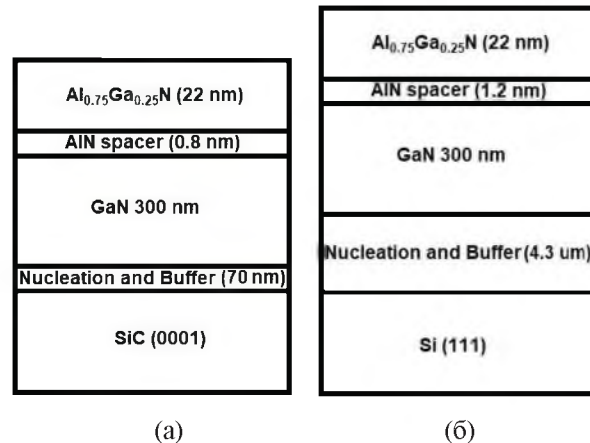 Al₀.₇₅Ga₀.₂₅N (22 nm)
AlN spacer (0.8 nm)
GaN 300 nm
Nucleation and Buffer (70 nm)
SiC (0001)
(а)
Al₀.₇₅Ga₀.₂₅N (22 nm)
AlN spacer (1.2 nm)
GaN 300 nm
Nucleation and Buffer (4.3 um)
Si (111)
(б)